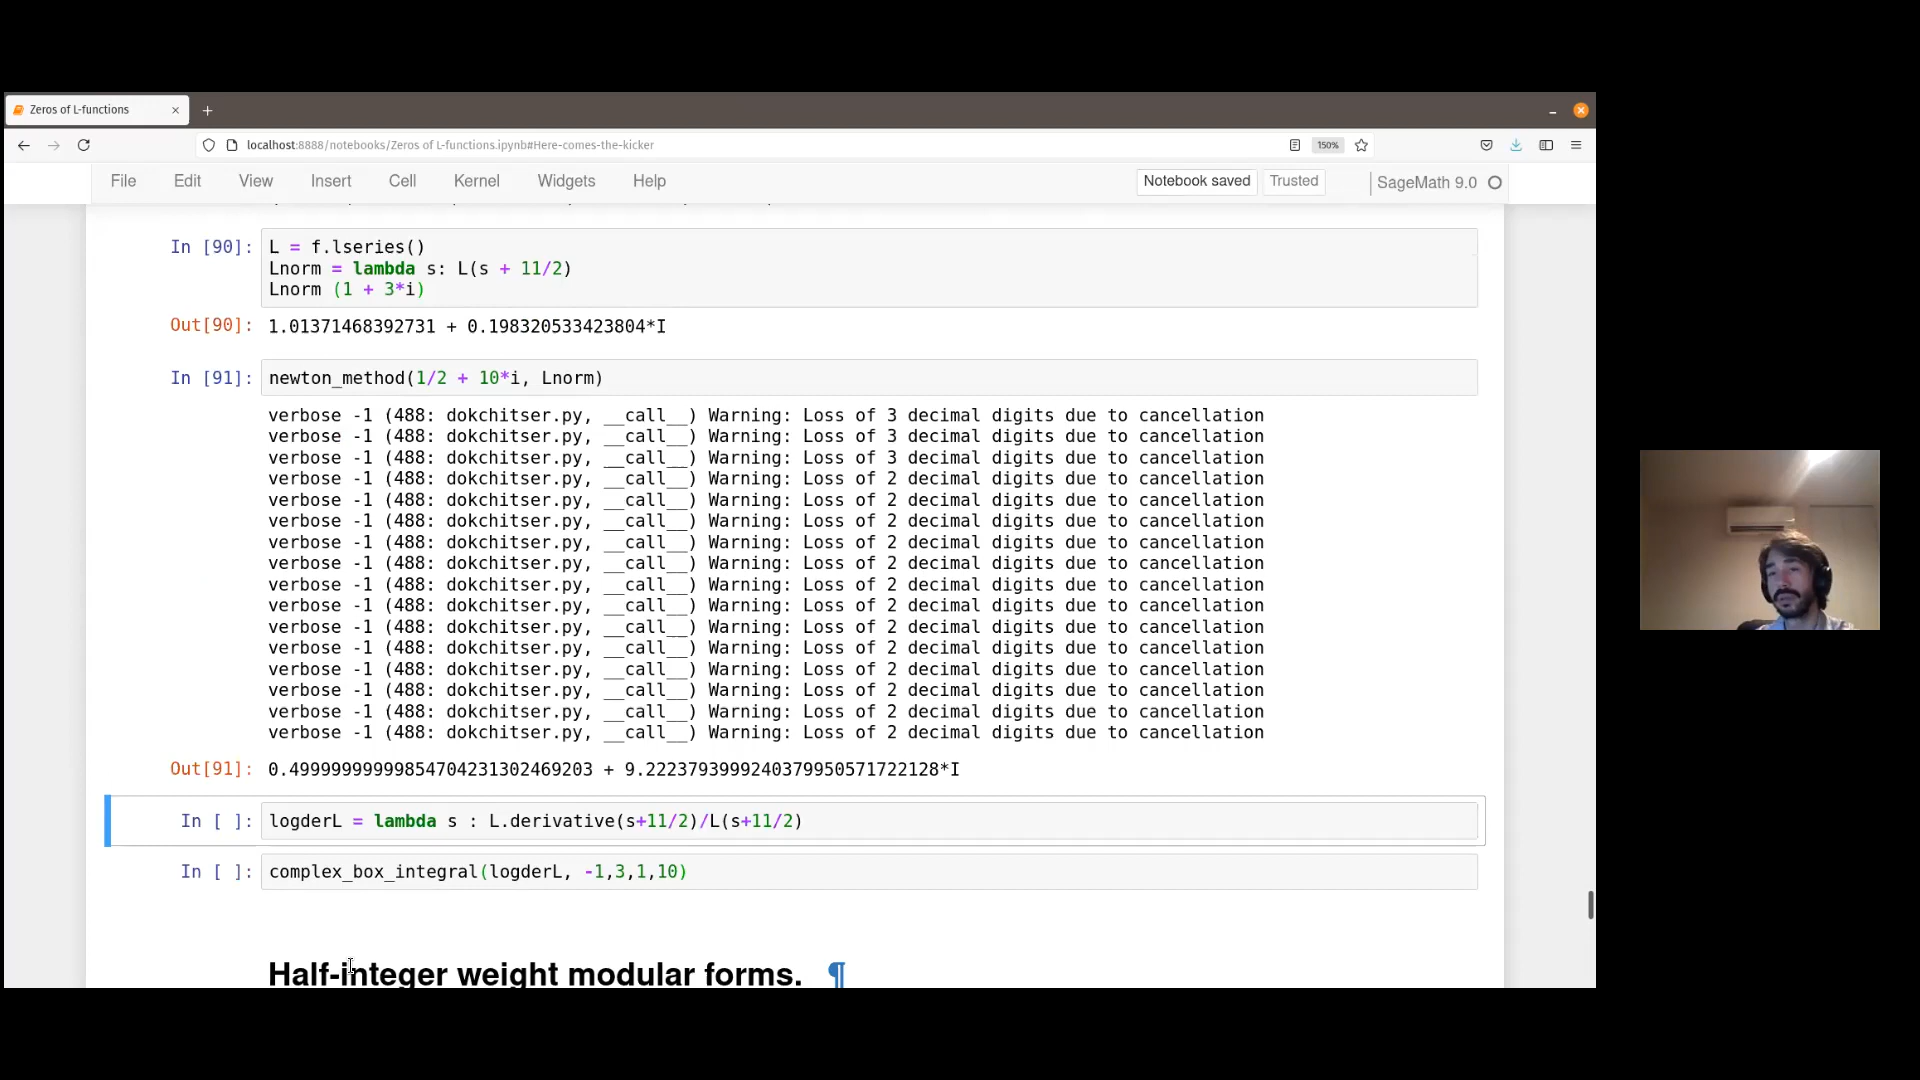 Zeros of L-functions
localhost:8888/notebooks/Zeros of L-functions.ipynb#Here-comes-the-kicker
150%
File Edit View Insert Cell Kernel Widgets Help
Notebook saved
Trusted
SageMath 9.0
In [90]: L = f.lseries()
Lnorm = lambda s: L(s + 11/2)
Lnorm (1 + 3*i)
Out[90]: 1.01371468392731 + 0.198320533423804*I
In [91]: newton_method(1/2 + 10*i, Lnorm)
verbose -1 (488: dokchitser.py, __call__) Warning: Loss of 3 decimal digits due to cancellation
verbose -1 (488: dokchitser.py, __call__) Warning: Loss of 3 decimal digits due to cancellation
verbose -1 (488: dokchitser.py, __call__) Warning: Loss of 3 decimal digits due to cancellation
verbose -1 (488: dokchitser.py, __call__) Warning: Loss of 2 decimal digits due to cancellation
verbose -1 (488: dokchitser.py, __call__) Warning: Loss of 2 decimal digits due to cancellation
verbose -1 (488: dokchitser.py, __call__) Warning: Loss of 2 decimal digits due to cancellation
verbose -1 (488: dokchitser.py, __call__) Warning: Loss of 2 decimal digits due to cancellation
verbose -1 (488: dokchitser.py, __call__) Warning: Loss of 2 decimal digits due to cancellation
verbose -1 (488: dokchitser.py, __call__) Warning: Loss of 2 decimal digits due to cancellation
verbose -1 (488: dokchitser.py, __call__) Warning: Loss of 2 decimal digits due to cancellation
verbose -1 (488: dokchitser.py, __call__) Warning: Loss of 2 decimal digits due to cancellation
verbose -1 (488: dokchitser.py, __call__) Warning: Loss of 2 decimal digits due to cancellation
verbose -1 (488: dokchitser.py, __call__) Warning: Loss of 2 decimal digits due to cancellation
verbose -1 (488: dokchitser.py, __call__) Warning: Loss of 2 decimal digits due to cancellation
verbose -1 (488: dokchitser.py, __call__) Warning: Loss of 2 decimal digits due to cancellation
verbose -1 (488: dokchitser.py, __call__) Warning: Loss of 2 decimal digits due to cancellation
Out[91]: 0.49999999999854704231302469203 + 9.2223793999240379950571722128*I
In [ ]: logderL = lambda s : L.derivative(s+11/2)/L(s+11/2)
In [ ]: complex_box_integral(logderL, -1,3,1,10)
Half-integer weight modular forms. ¶